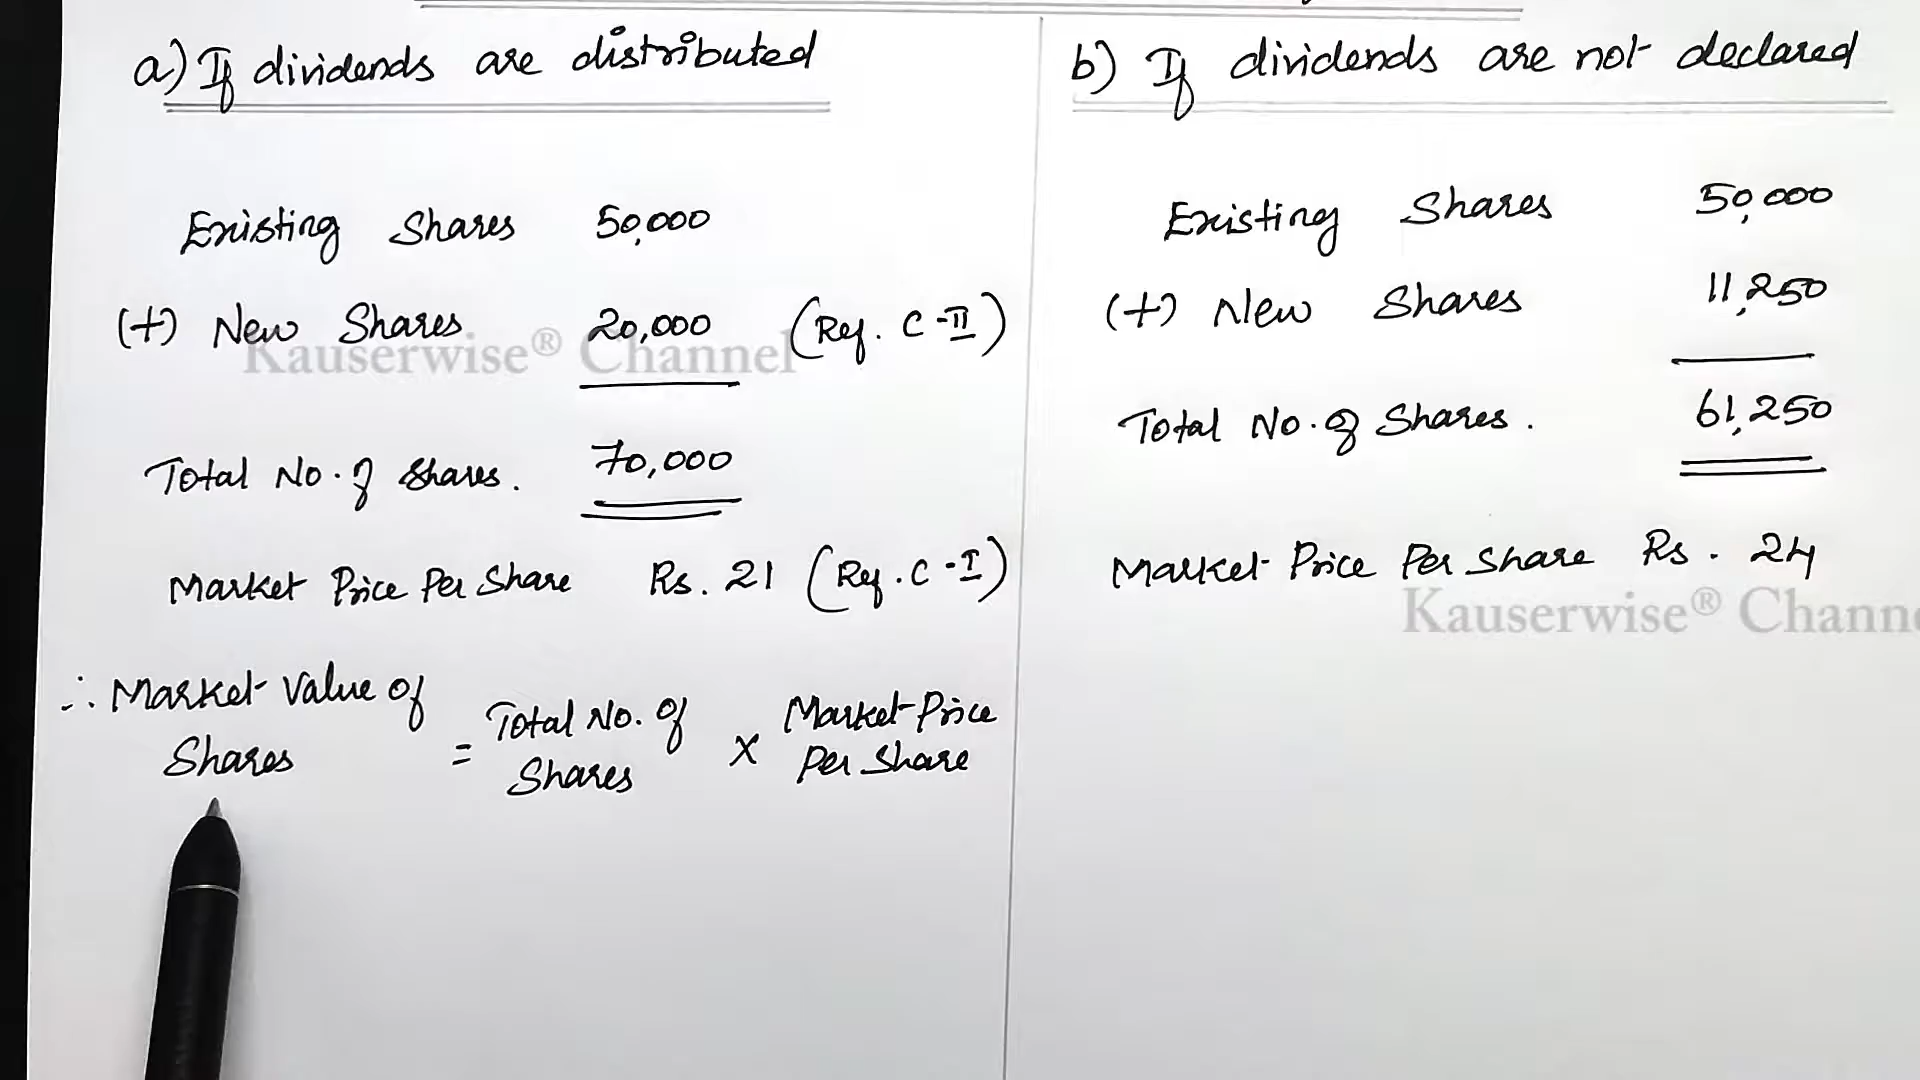 a) If dividends are distributed
Existing Shares 50,000
(+) New Shares 20,000 (Ref. C-II)
Total No. of Shares. 70,000
Market Price Per Share Rs. 21 (Ref. C-I)
∴ Market Value of Shares = Total No. of Shares x Market Price Per Share
b) If dividends are not declared
Existing Shares 50,000
(+) New Shares 11,250
Total No. of Shares. 61,250
Market Price Per Share Rs. 24
Kauserwise® Channel
Kauserwise® Chann